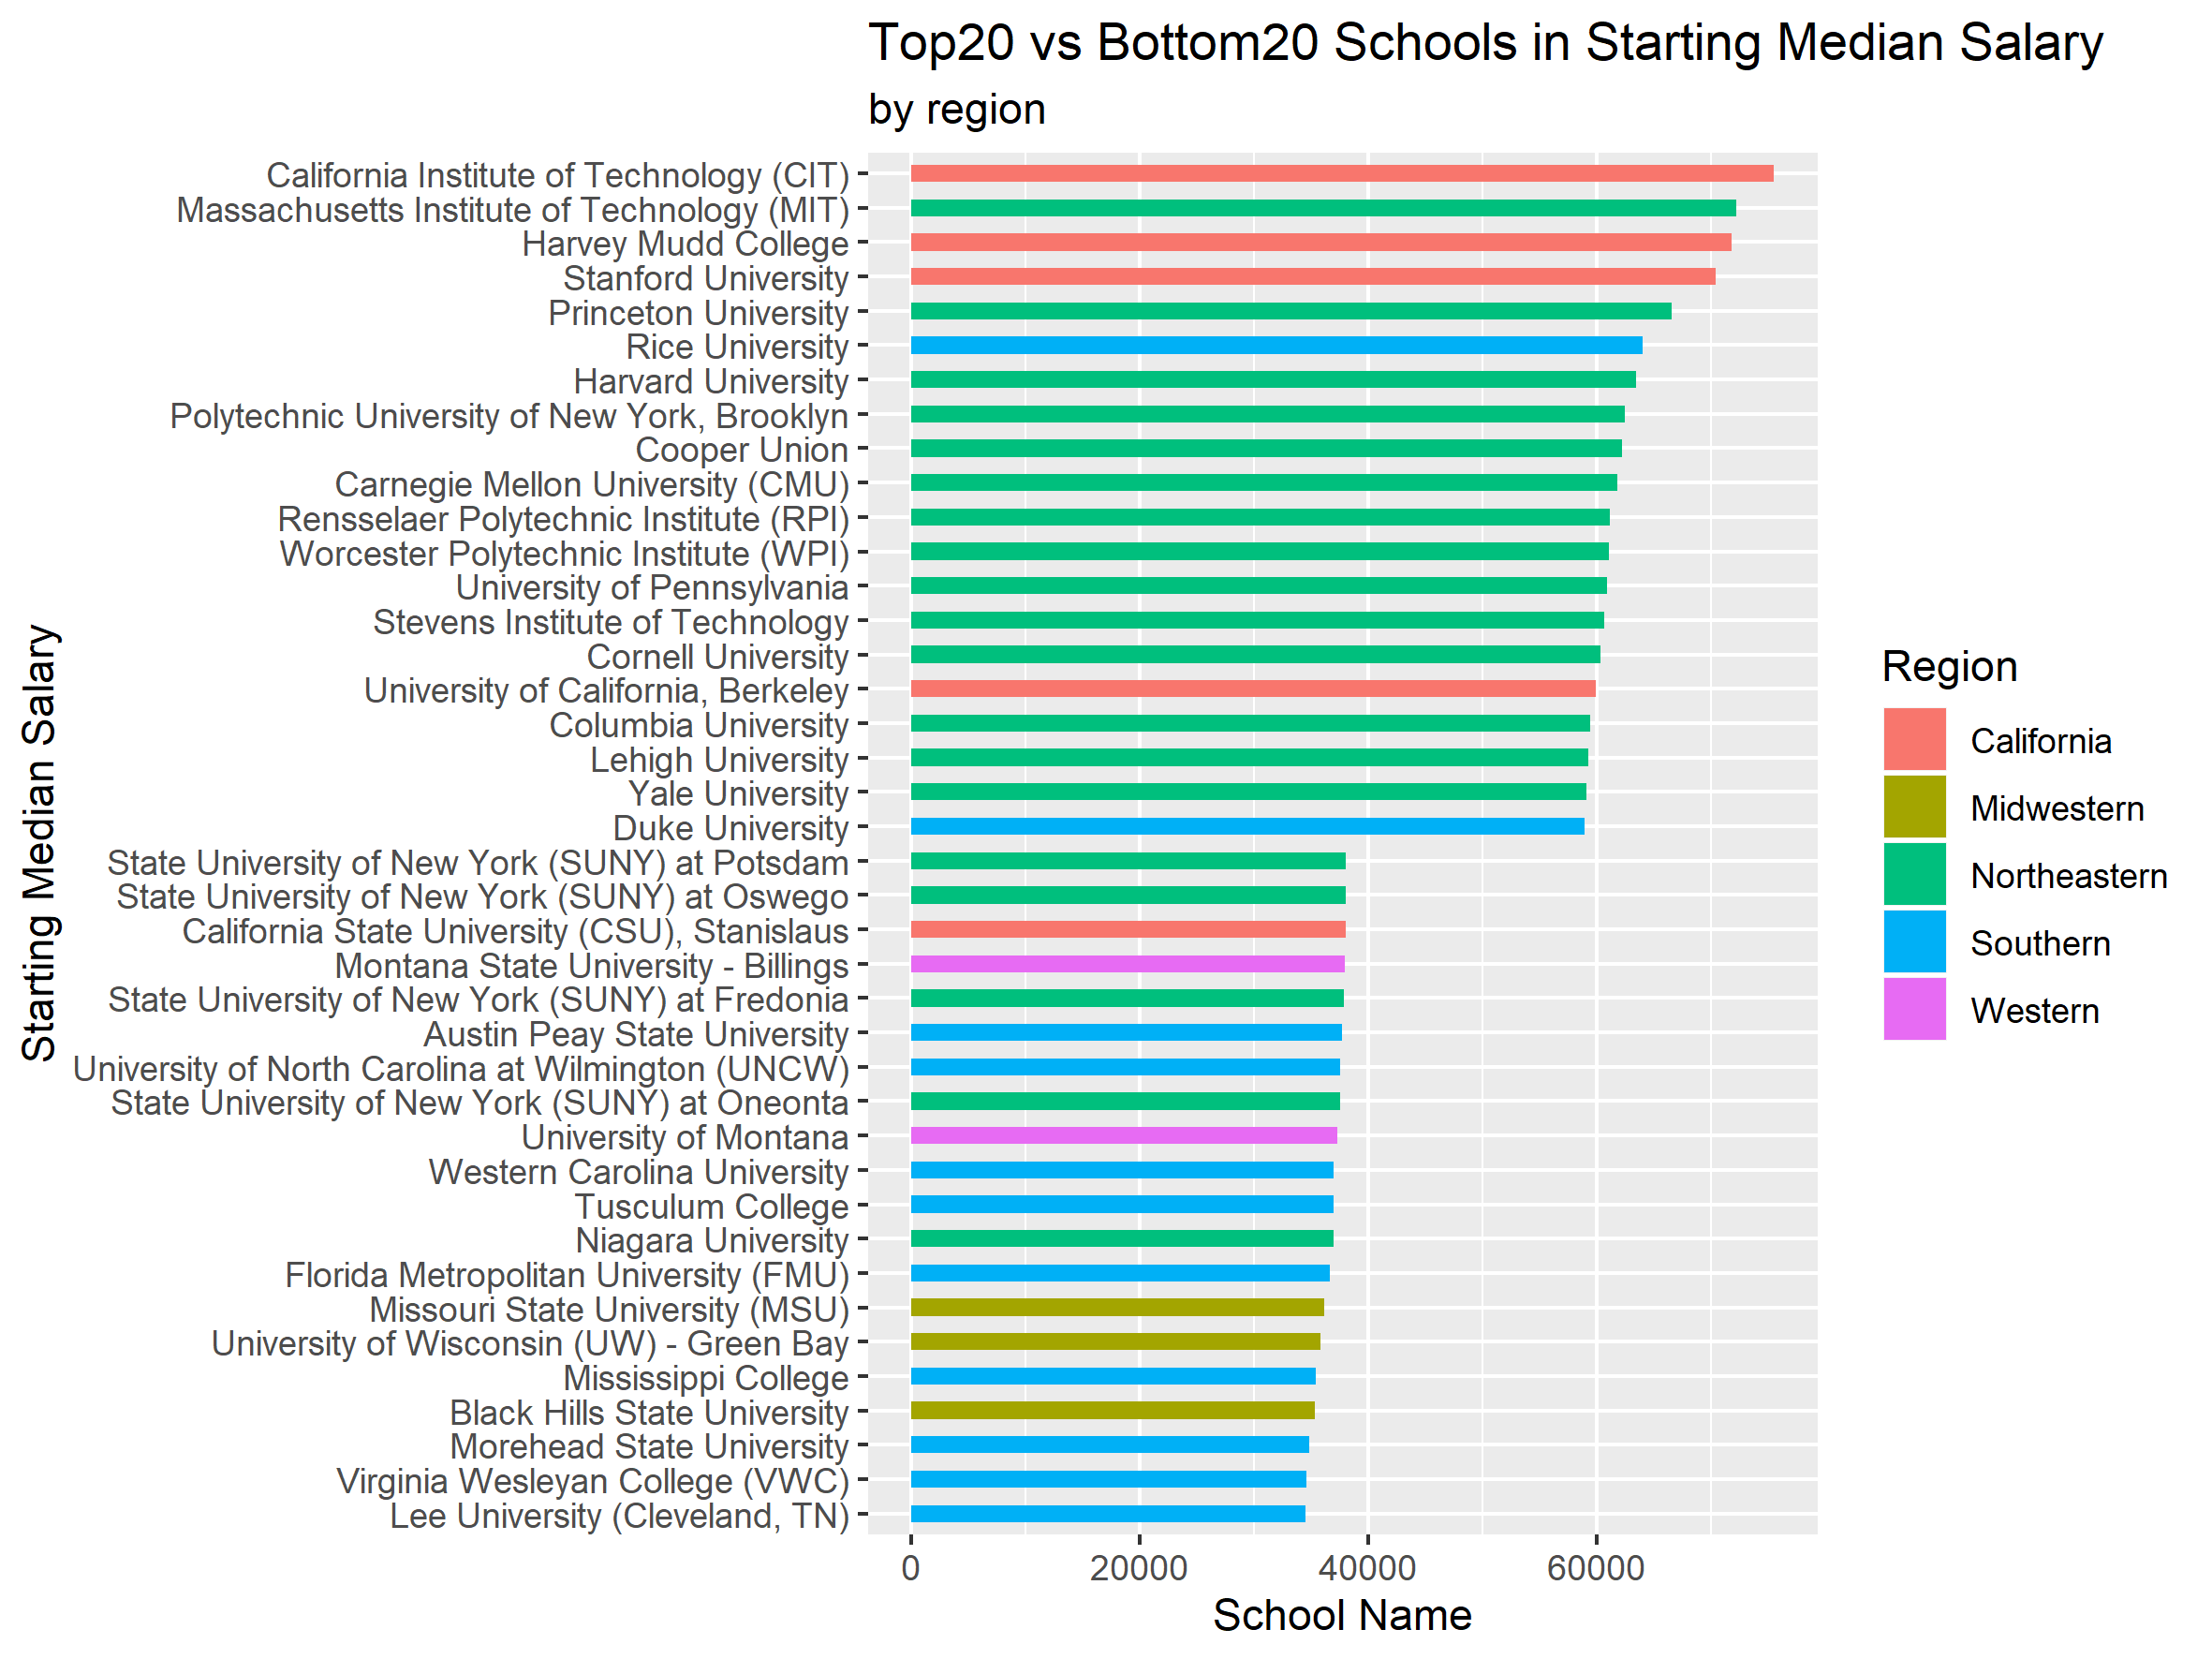 Top20 vs Bottom20 Schools in Starting Median Salary
by region
California Institute of Technology (CIT)
Massachusetts Institute of Technology (MIT)
Harvey Mudd College
Stanford University
Princeton University
Rice University
Harvard University
Polytechnic University of New York, Brooklyn
Cooper Union
Carnegie Mellon University (CMU)
Rensselaer Polytechnic Institute (RPI)
Worcester Polytechnic Institute (WPI)
University of Pennsylvania
Stevens Institute of Technology
Cornell University
University of California, Berkeley
Columbia University
Lehigh University
Yale University
Duke University
State University of New York (SUNY) at Potsdam
State University of New York (SUNY) at Oswego
California State University (CSU), Stanislaus
Montana State University - Billings
State University of New York (SUNY) at Fredonia
Austin Peay State University
University of North Carolina at Wilmington (UNCW)
State University of New York (SUNY) at Oneonta
University of Montana
Western Carolina University
Tusculum College
Niagara University
Florida Metropolitan University (FMU)
Missouri State University (MSU)
University of Wisconsin (UW) - Green Bay
Mississippi College
Black Hills State University
Morehead State University
Virginia Wesleyan College (VWC)
Lee University (Cleveland, TN)
Starting Median Salary
0 20000 40000 60000
School Name
Region
California
Midwestern
Northeastern
Southern
Western